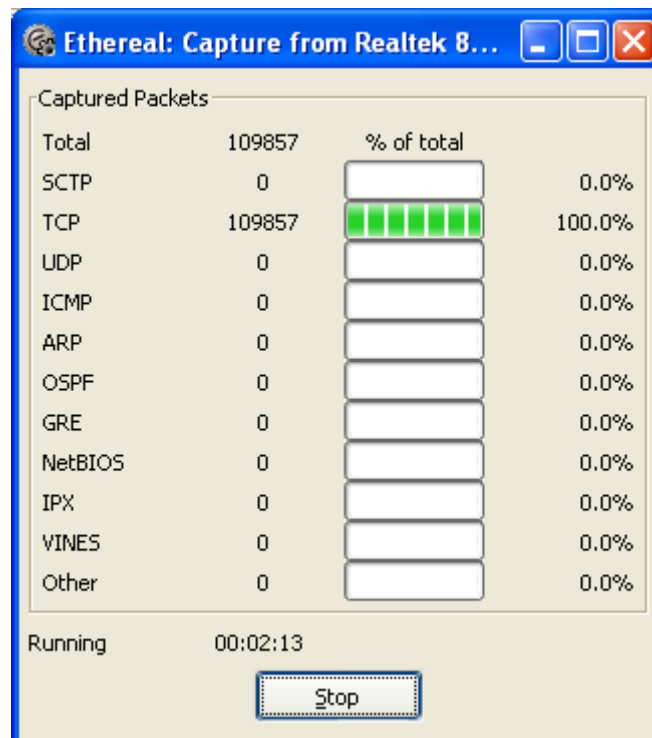 Ethereal: Capture from Realtek 8...
Captured Packets
Total 109857 % of total
SCTP 0 0.0%
TCP 109857 100.0%
UDP 0 0.0%
ICMP 0 0.0%
ARP 0 0.0%
OSPF 0 0.0%
GRE 0 0.0%
NetBIOS 0 0.0%
IPX 0 0.0%
VINES 0 0.0%
Other 0 0.0%
Running 00:02:13
Stop